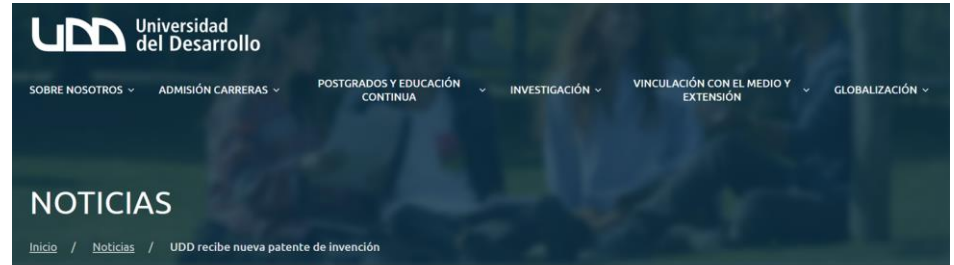 UDD Universidad
del Desarrollo
SOBRE NOSOTROS
ADMISIÓN CARRERAS
POSTGRADOS Y EDUCACIÓN
CONTINUA
INVESTIGACIÓN
VINCULACIÓN CON EL MEDIO Y
EXTENSIÓN
GLOBALIZACIÓN
NOTICIAS
Inicio / Noticias / UDD recibe nueva patente de invención